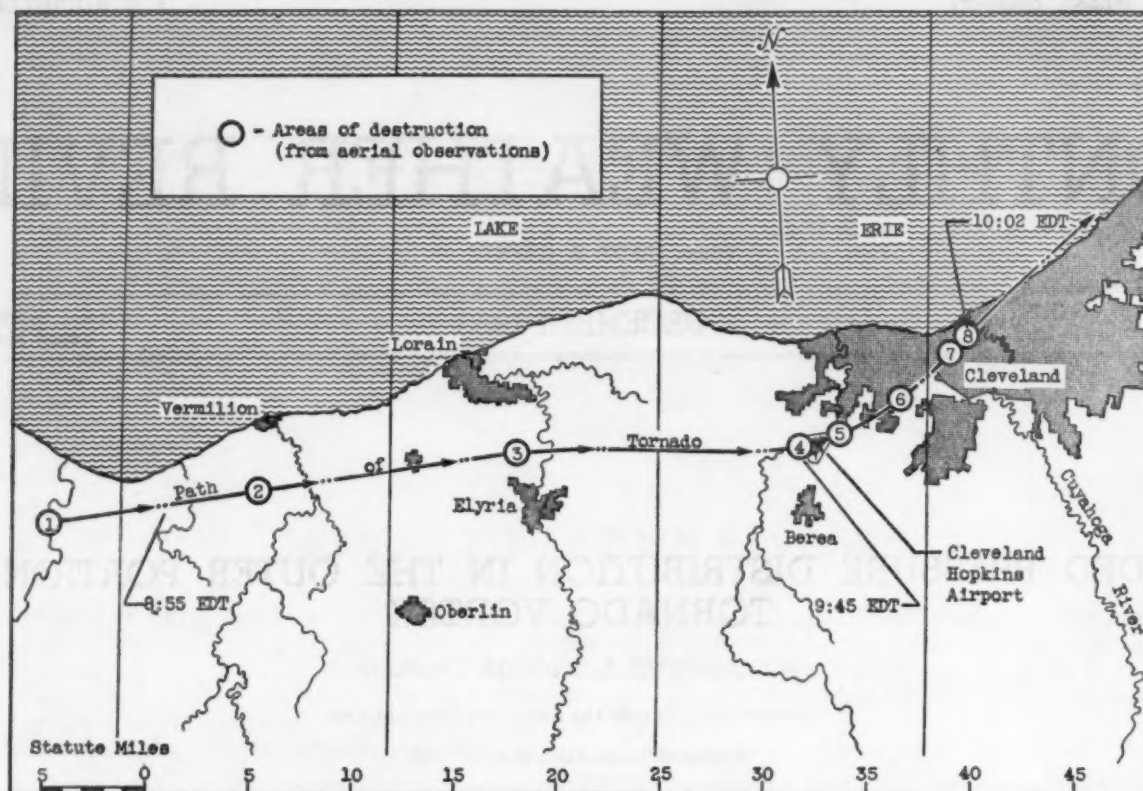 N
- Areas of destruction
(from aerial observations)
LAKE
ERIE
10:02 EDT
Lorain
8
7
Cleveland
Vermilion
6
5
4
Tornado
3
of
Path
2
1
Elyria
Berea
Cuyahoga
River
Cleveland
Hopkins
Airport
8:55 EDT
Oberlin
9:45 EDT
Statute Miles
5 0 5 10 15 20 25 30 35 40 45